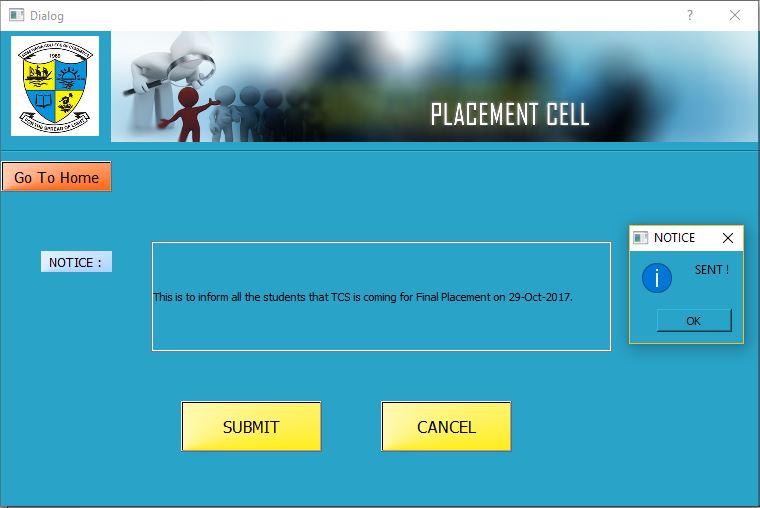 Dialog
1969
PLACEMENT CELL
Go To Home
NOTICE
NOTICE :
SENT !
This is to inform all the students that TCS is coming for Final Placement on 29-Oct-2017.
OK
SUBMIT
CANCEL